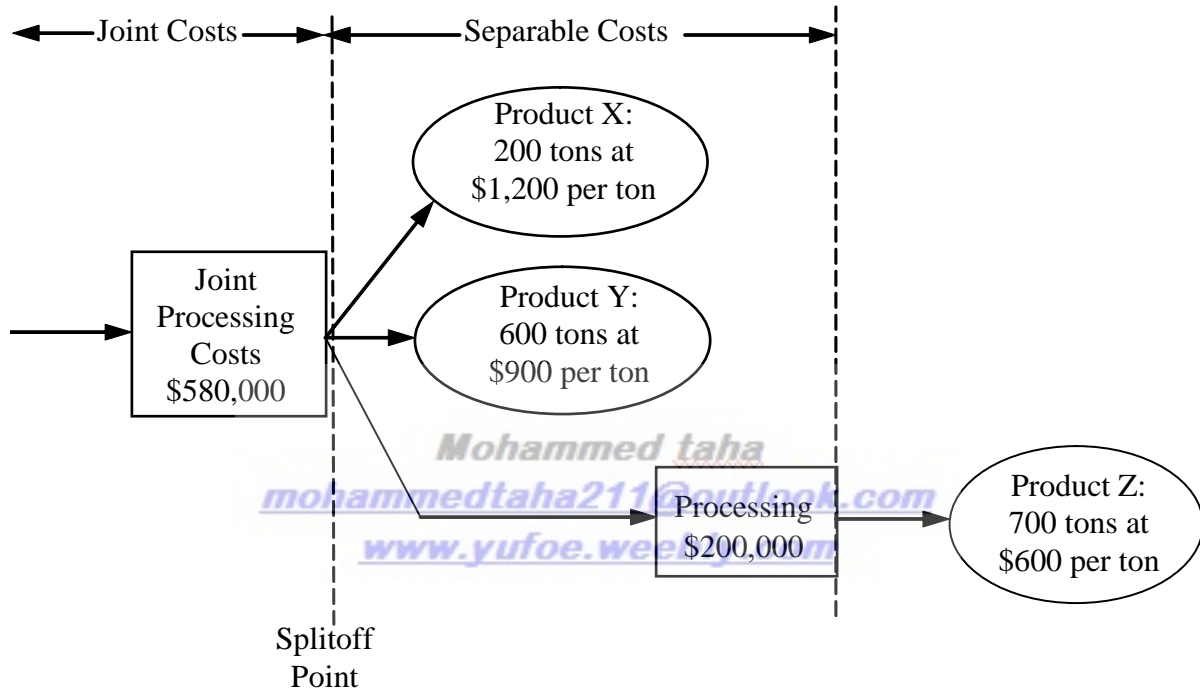 Joint Costs
Separable Costs
Product X:
200 tons at
$1,200 per ton
Joint
Processing
Costs
$580,000
Product Y:
600 tons at
$900 per ton
Mohammed taha
mohammedtaha211@outlook.com
www.yufoe.weebly.com
Processing
$200,000
Product Z:
700 tons at
$600 per ton
Splitoff
Point